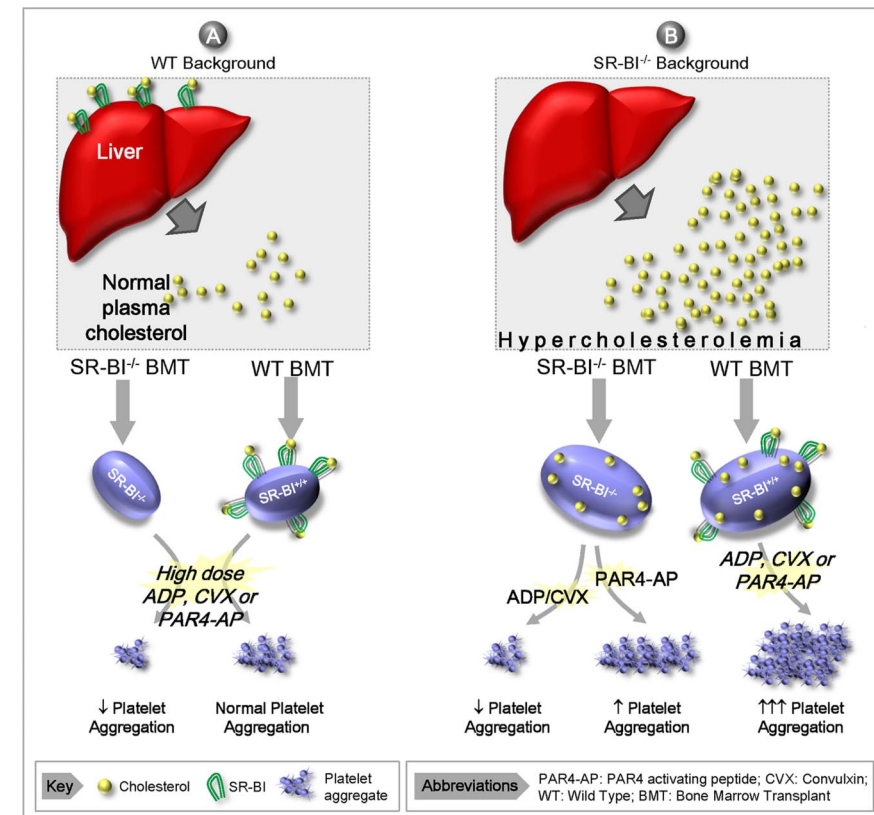 A
WT Background
Liver
Normal
plasma
cholesterol
SR-BI-/- BMT
WT BMT
SR-BI-/-
SR-BI+/+
High dose
ADP, CVX or
PAR4-AP
↓ Platelet
Aggregation
Normal Platelet
Aggregation
B
SR-BI-/- Background
Hypercholesterolemia
SR-BI-/- BMT
WT BMT
SR-BI-/-
SR-BI+/+
ADP/CVX
PAR4-AP
ADP, CVX or
PAR4-AP
↓ Platelet
Aggregation
↑ Platelet
Aggregation
↑↑↑ Platelet
Aggregation
Key
Cholesterol
SR-BI
Platelet
aggregate
Abbreviations
PAR4-AP: PAR4 activating peptide; CVX: Convulxin;
WT: Wild Type; BMT: Bone Marrow Transplant